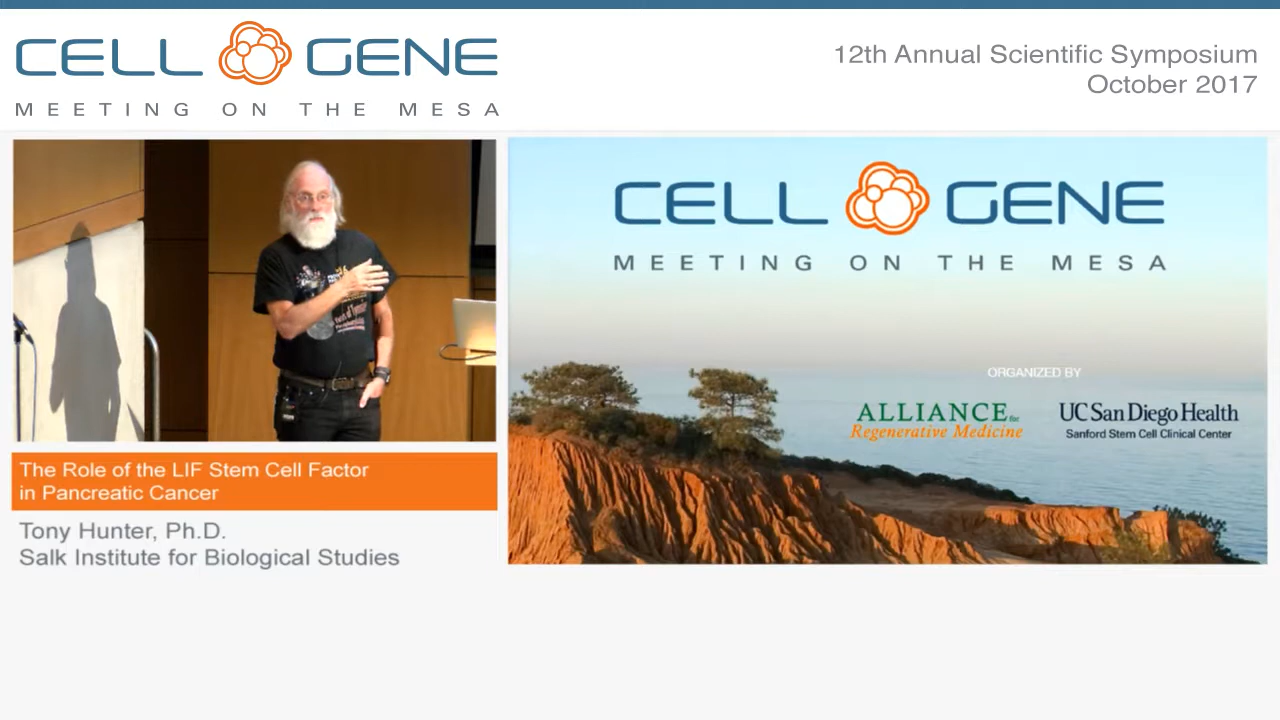 CELL GENE
MEETING ON THE MESA
12th Annual Scientific Symposium
October 2017
CELL GENE
MEETING ON THE MESA
ORGANIZED BY
ALLIANCE for
Regenerative Medicine
UC San Diego Health
Sanford Stem Cell Clinical Center
The Role of the LIF Stem Cell Factor
in Pancreatic Cancer
Tony Hunter, Ph.D.
Salk Institute for Biological Studies